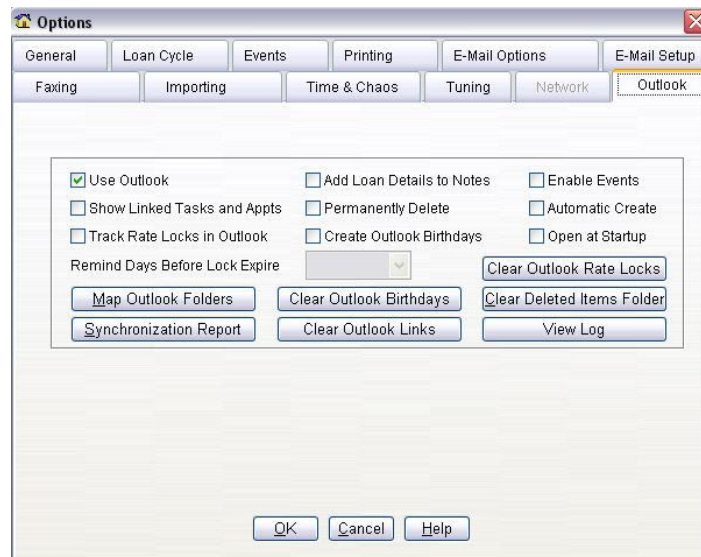 Options
General Loan Cycle Events Printing E-Mail Options E-Mail Setup
Faxing Importing Time & Chaos Tuning Network Outlook
Use Outlook Add Loan Details to Notes Enable Events
Show Linked Tasks and Appts Permanently Delete Automatic Create
Track Rate Locks in Outlook Create Outlook Birthdays Open at Startup
Remind Days Before Lock Expire Clear Outlook Rate Locks
Map Outlook Folders Clear Outlook Birthdays Clear Deleted Items Folder
Synchronization Report Clear Outlook Links View Log
OK Cancel Help